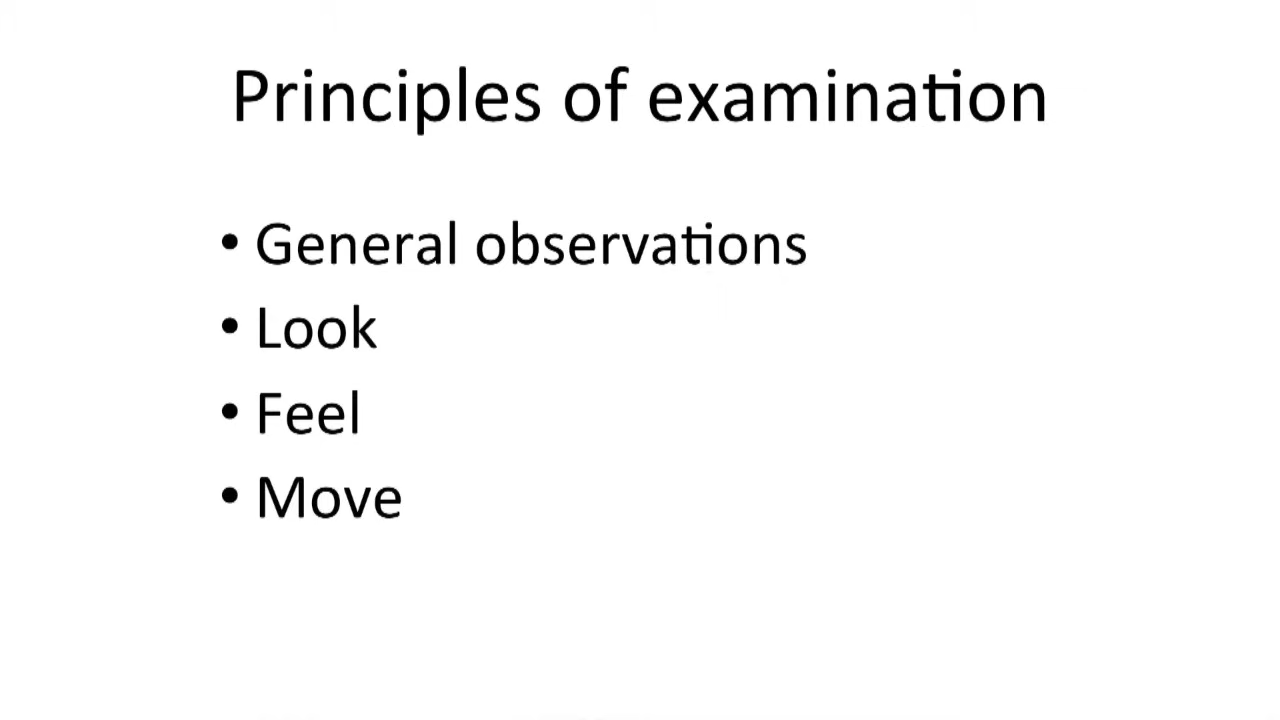 Principles of examination
• General observations
• Look
• Feel
• Move